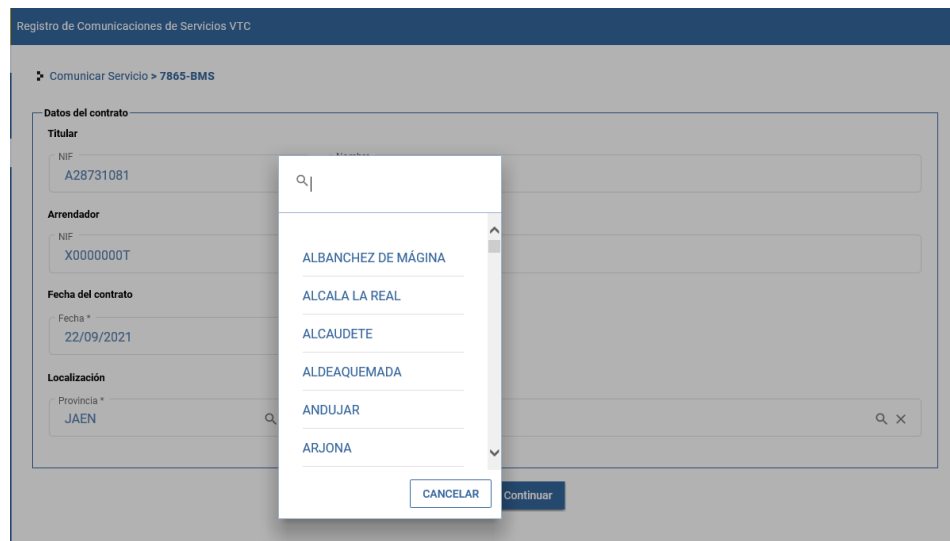 Registro de Comunicaciones de Servicios VTC
Comunicar Servicio > 7865-BMS
Datos del contrato
Titular
NIF
A28731081
Arrendador
NIF
X0000000T
Fecha del contrato
Fecha *
22/09/2021
Localización
Provincia *
JAEN
ALBANCHEZ DE MÁGINA
ALCALA LA REAL
ALCAUDETE
ALDEAQUEMADA
ANDUJAR
ARJONA
CANCELAR
Continuar